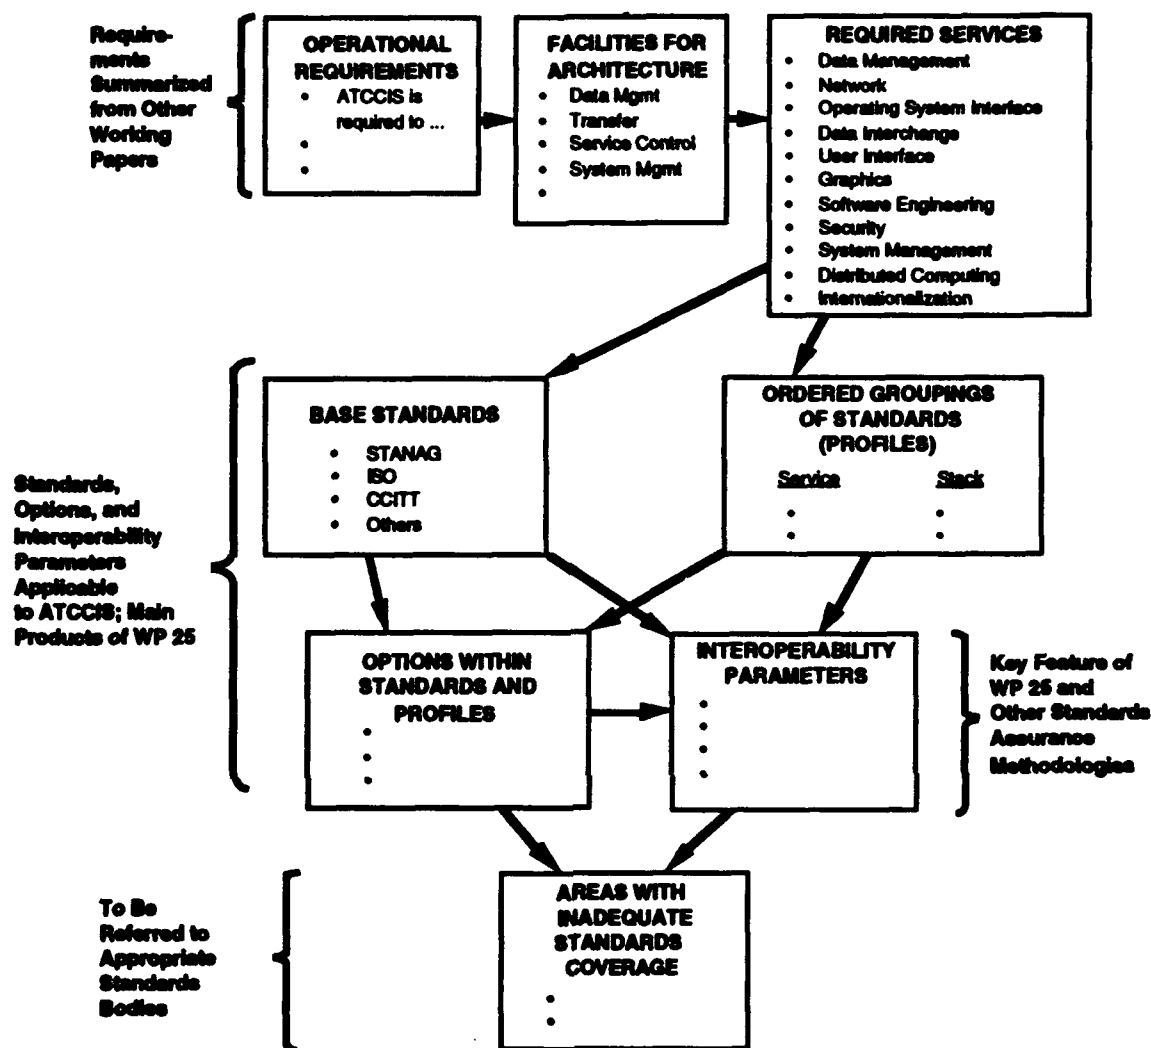 Require-
ments
Summarized
from Other
Working
Papers
OPERATIONAL
REQUIREMENTS
• ATCCIS is
required to ...
•
•
FACILITIES FOR
ARCHITECTURE
• Data Mgmt
• Transfer
• Service Control
• System Mgmt
•
REQUIRED SERVICES
• Data Management
• Network
• Operating System Interface
• Data Interchange
• User Interface
• Graphics
• Software Engineering
• Security
• System Management
• Distributed Computing
• Internationalization
Standards,
Options, and
Interoperability
Parameters
Applicable
to ATCCIS; Main
Products of WP 25
BASE STANDARDS
• STANAG
• ISO
• CCITT
• Others
ORDERED GROUPINGS
OF STANDARDS
(PROFILES)
Service Stack
• •
• •
OPTIONS WITHIN
STANDARDS AND
PROFILES
•
•
•
INTEROPERABILITY
PARAMETERS
•
•
•
•
Key Feature of
WP 25 and
Other Standards
Assurance
Methodologies
To Be
Referred to
Appropriate
Standards
Bodies
AREAS WITH
INADEQUATE
STANDARDS
COVERAGE
•
•